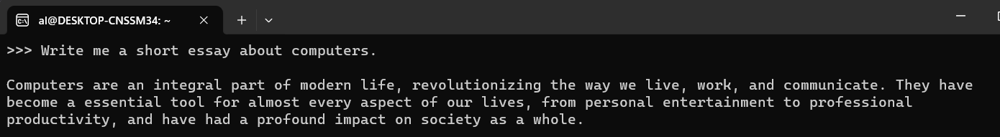 al@DESKTOP-CNSSM34: ~
>>> Write me a short essay about computers.
Computers are an integral part of modern life, revolutionizing the way we live, work, and communicate. They have
become a essential tool for almost every aspect of our lives, from personal entertainment to professional
productivity, and have had a profound impact on society as a whole.